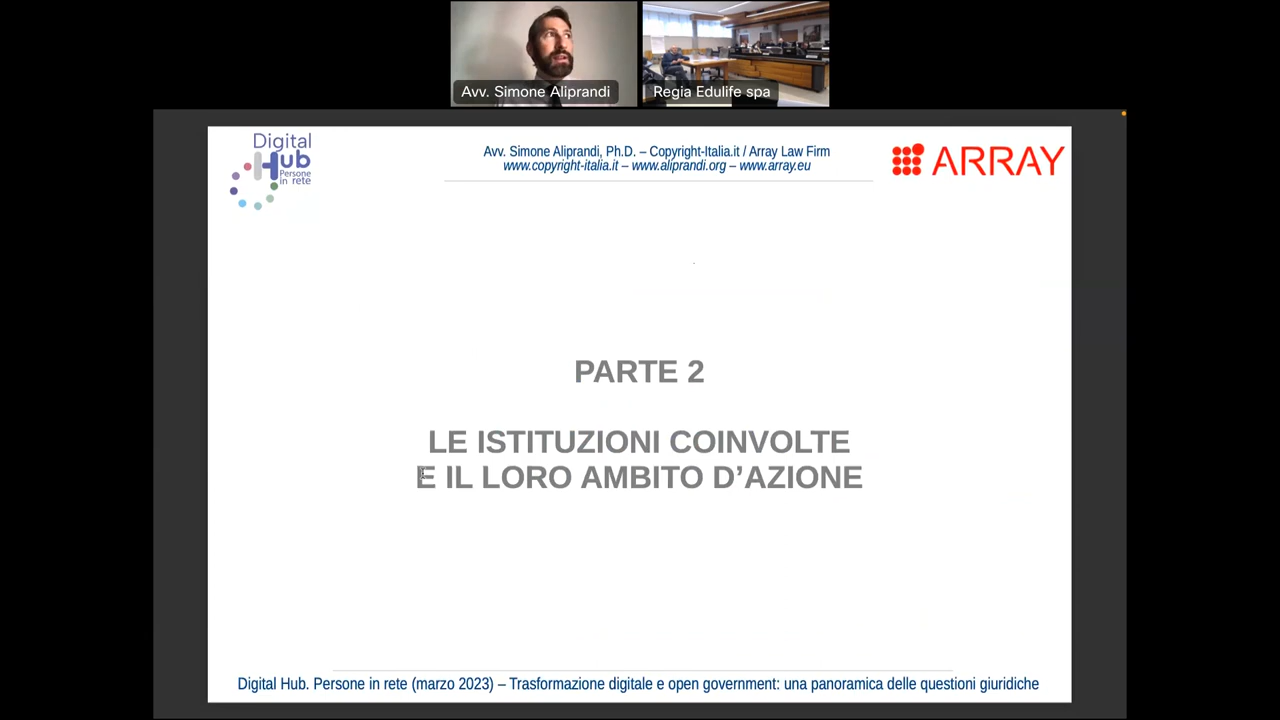 Avv. Simone Aliprandi
Regia Edulife spa
Digital
Hub
Persone
in rete
Avv. Simone Aliprandi, Ph.D. – Copyright-Italia.it / Array Law Firm
www.copyright-italia.it – www.aliprandi.org – www.array.eu
ARRAY
PARTE 2
LE ISTITUZIONI COINVOLTE
E IL LORO AMBITO D’AZIONE
Digital Hub. Persone in rete (marzo 2023) – Trasformazione digitale e open government: una panoramica delle questioni giuridiche